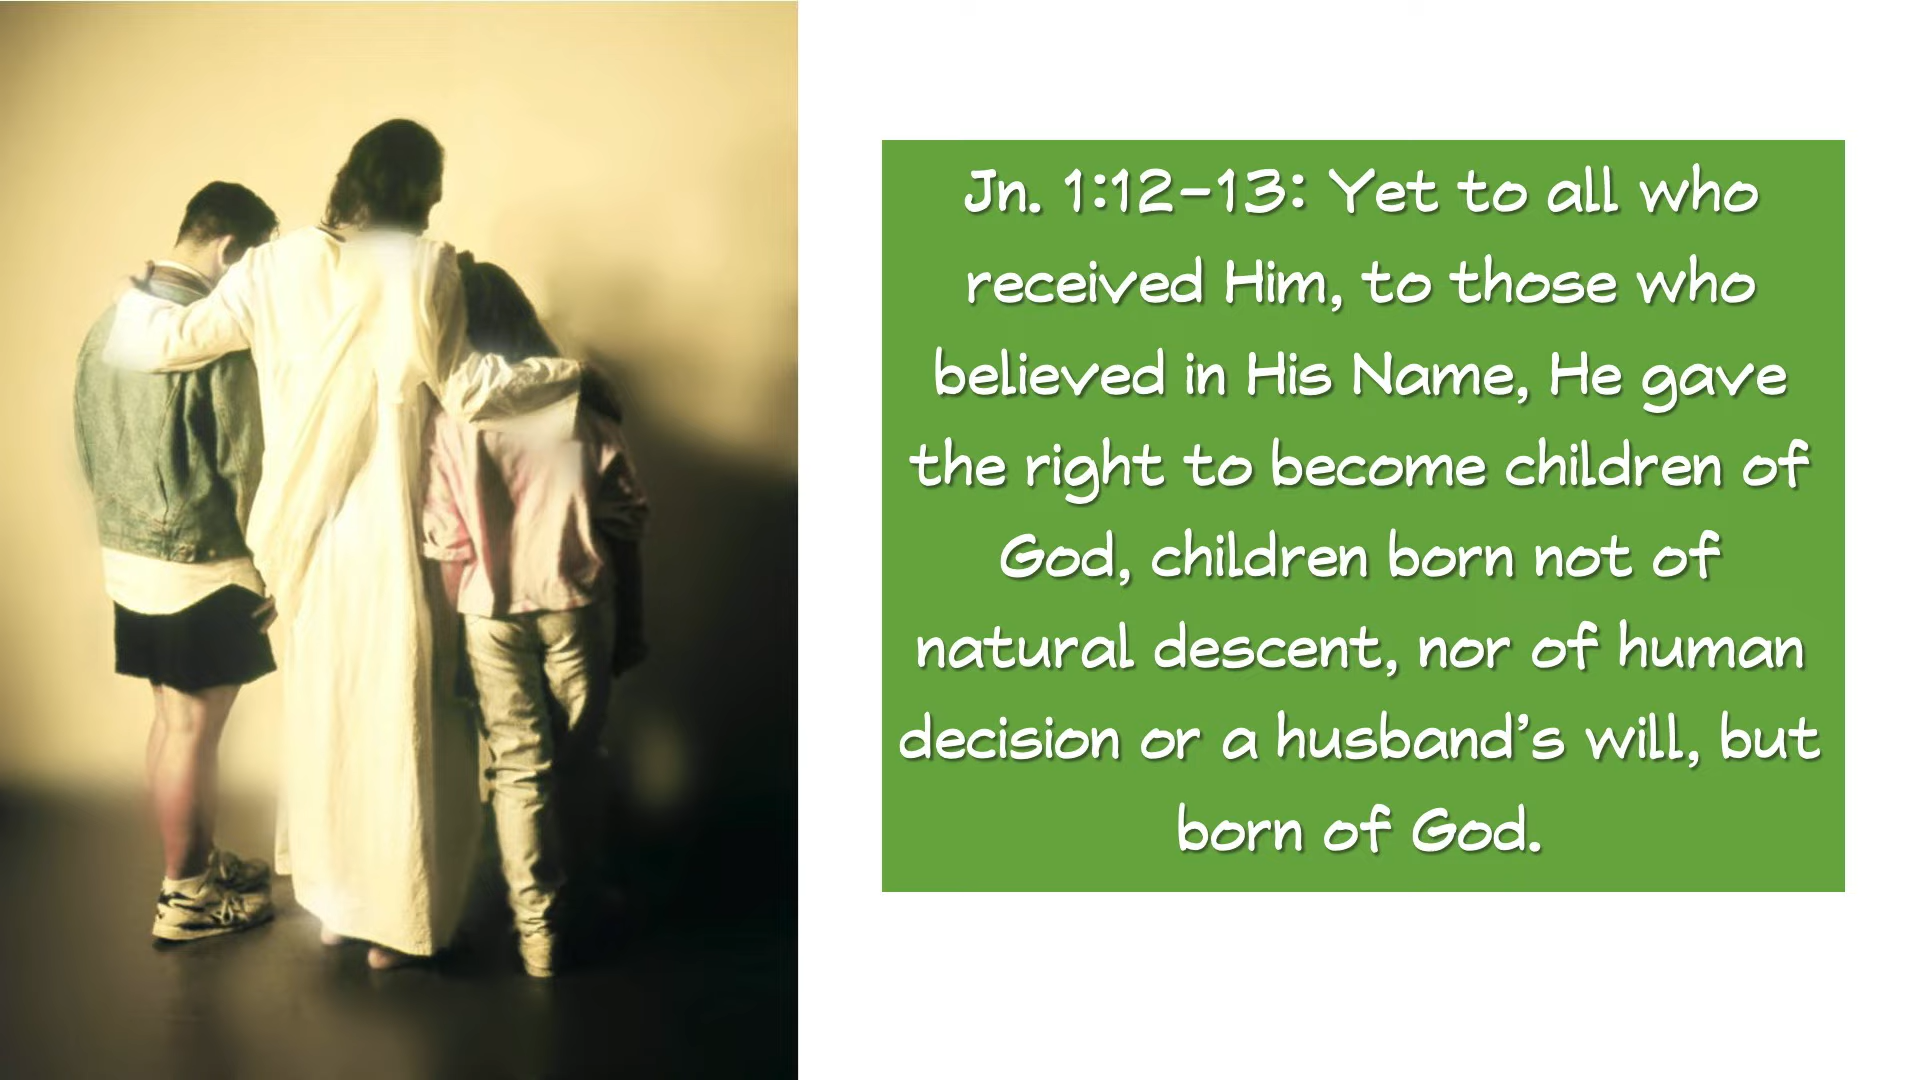 Jn. 1:12-13: Yet to all who
received Him, to those who
believed in His Name, He gave
the right to become children of
God, children born not of
natural descent, nor of human
decision or a husband’s will, but
born of God.